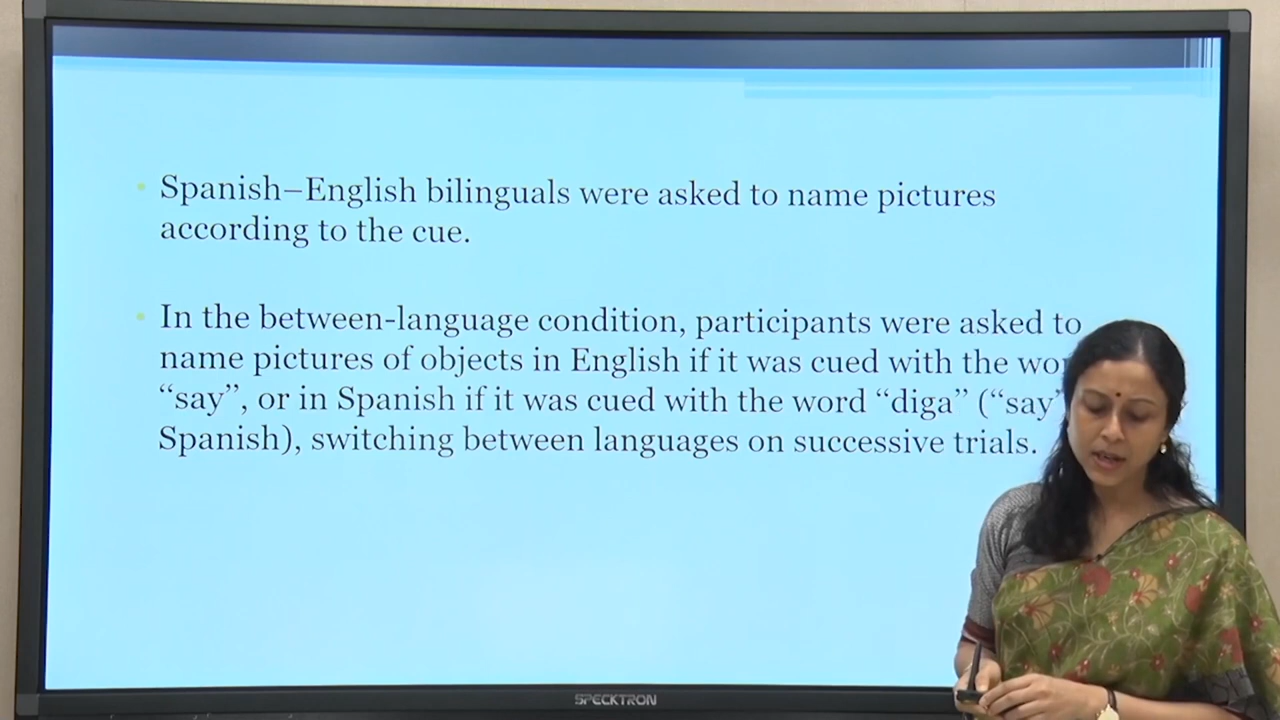 Spanish–English bilinguals were asked to name pictures
according to the cue.
In the between-language condition, participants were asked to
name pictures of objects in English if it was cued with the
“say”, or in Spanish if it was cued with the word “diga” (“say”
Spanish), switching between languages on successive trials.
SPECKTRON